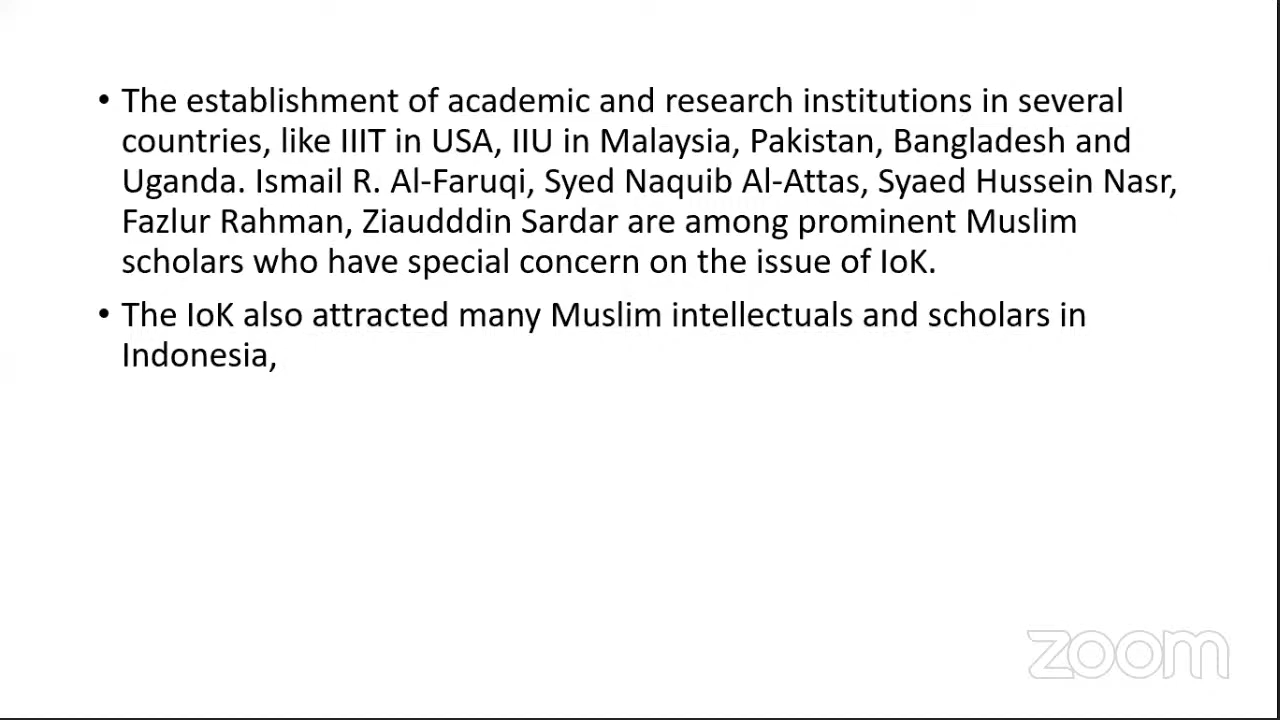 • The establishment of academic and research institutions in several
countries, like IIIT in USA, IIU in Malaysia, Pakistan, Bangladesh and
Uganda. Ismail R. Al-Faruqi, Syed Naquib Al-Attas, Syaed Hussein Nasr,
Fazlur Rahman, Ziaudddin Sardar are among prominent Muslim
scholars who have special concern on the issue of IoK.
• The IoK also attracted many Muslim intellectuals and scholars in
Indonesia,
zoom